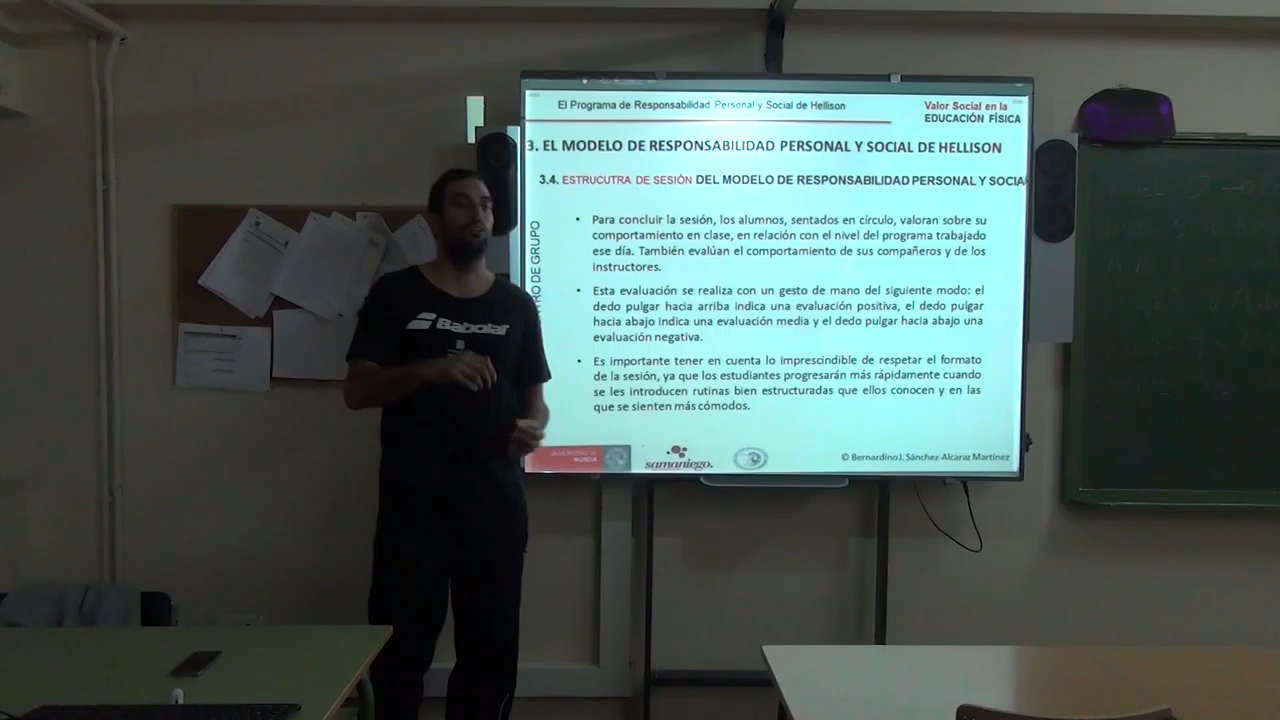 El Programa de Responsabilidad Personal y Social de Hellison
Valor Social en la
EDUCACIÓN FÍSICA
3. EL MODELO DE RESPONSABILIDAD PERSONAL Y SOCIAL DE HELLISON
3.4. ESTRUCUTRA DE SESIÓN DEL MODELO DE RESPONSABILIDAD PERSONAL Y SOCIA
DE GRUPO
• Para concluir la sesión, los alumnos, sentados en círculo, valoran sobre su
comportamiento en clase, en relación con el nivel del programa trabajado
ese día. También evalúan el comportamiento de sus compañeros y de los
instructores.
• Esta evaluación se realiza con un gesto de mano del siguiente modo: el
dedo pulgar hacia arriba indica una evaluación positiva, el dedo pulgar
hacia abajo indica una evaluación media y el dedo pulgar hacia abajo una
evaluación negativa.
• Es importante tener en cuenta lo imprescindible de respetar el formato
de la sesión, ya que los estudiantes progresarán más rápidamente cuando
se les introducen rutinas bien estructuradas que ellos conocen y en las
que se sienten más cómodos.
UNIVERSIDAD DE
MURCIA
samaniego.
© Bernardino J. Sánchez-Alcaraz Martínez
Babolat